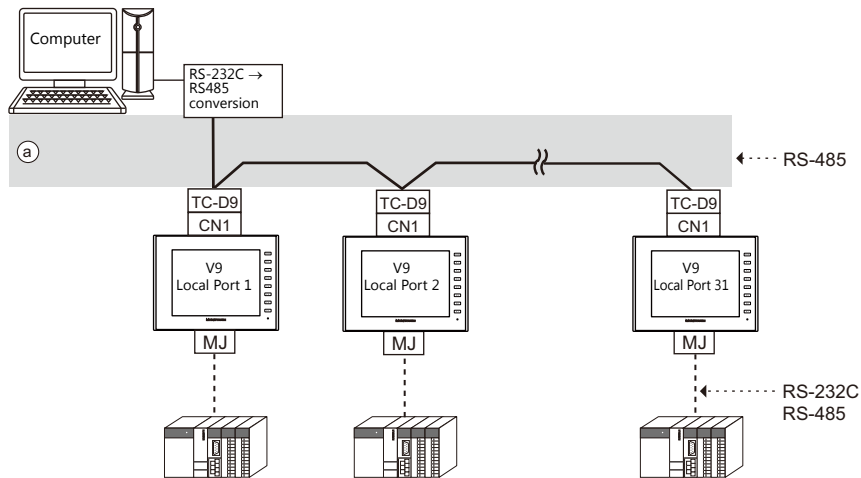 Computer
RS-232C →
RS485
conversion
a
RS-485
TC-D9
CN1
TC-D9
CN1
TC-D9
CN1
V9
Local Port 1
V9
Local Port 2
V9
Local Port 31
MJ
MJ
MJ
RS-232C
RS-485